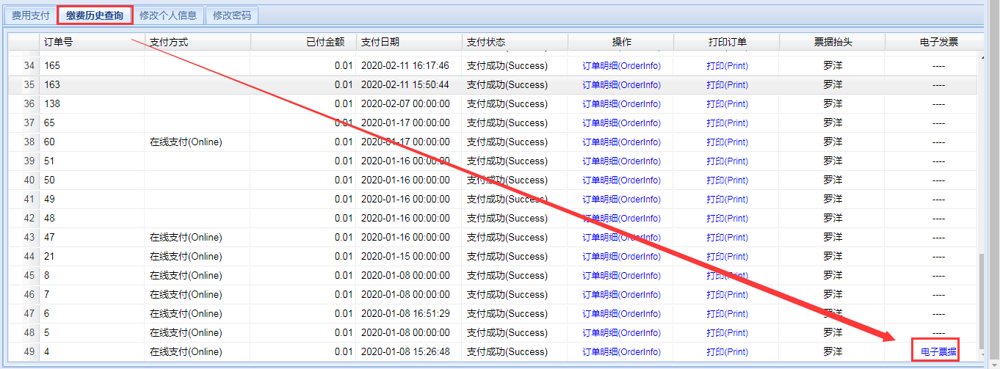 费用支付 缴费历史查询 修改个人信息 修改密码
订单号 支付方式 已付金额 支付日期 支付状态 操作 打印订单 票据抬头 电子发票
34 165 0.01 2020-02-11 16:17:46 支付成功(Success) 订单明细(OrderInfo) 打印(Print) 罗洋 ----
35 163 0.01 2020-02-11 15:50:44 支付成功(Success) 订单明细(OrderInfo) 打印(Print) 罗洋 ----
36 138 0.01 2020-02-07 00:00:00 支付成功(Success) 订单明细(OrderInfo) 打印(Print) 罗洋 ----
37 65 0.01 2020-01-17 00:00:00 支付成功(Success) 订单明细(OrderInfo) 打印(Print) 罗洋 ----
38 60 在线支付(Online) 0.01 2020-01-17 00:00:00 支付成功(Success) 订单明细(OrderInfo) 打印(Print) 罗洋 ----
39 51 0.01 2020-01-16 00:00:00 支付成功(Success) 订单明细(OrderInfo) 打印(Print) 罗洋 ----
40 50 0.01 2020-01-16 00:00:00 支付成功(Success) 订单明细(OrderInfo) 打印(Print) 罗洋 ----
41 49 0.01 2020-01-16 00:00:00 支付成功(Success) 订单明细(OrderInfo) 打印(Print) 罗洋 ----
42 48 0.01 2020-01-16 00:00:00 支付成功(Success) 订单明细(OrderInfo) 打印(Print) 罗洋 ----
43 47 在线支付(Online) 0.01 2020-01-16 00:00:00 支付成功(Success) 订单明细(OrderInfo) 打印(Print) 罗洋 ----
44 21 在线支付(Online) 0.01 2020-01-15 00:00:00 支付成功(Success) 订单明细(OrderInfo) 打印(Print) 罗洋 ----
45 8 在线支付(Online) 0.01 2020-01-08 00:00:00 支付成功(Success) 订单明细(OrderInfo) 打印(Print) 罗洋 ----
46 7 在线支付(Online) 0.01 2020-01-08 00:00:00 支付成功(Success) 订单明细(OrderInfo) 打印(Print) 罗洋 ----
47 6 在线支付(Online) 0.01 2020-01-08 16:51:29 支付成功(Success) 订单明细(OrderInfo) 打印(Print) 罗洋 ----
48 5 在线支付(Online) 0.01 2020-01-08 00:00:00 支付成功(Success) 订单明细(OrderInfo) 打印(Print) 罗洋 ----
49 4 在线支付(Online) 0.01 2020-01-08 15:26:48 支付成功(Success) 订单明细(OrderInfo) 打印(Print) 罗洋 电子票据